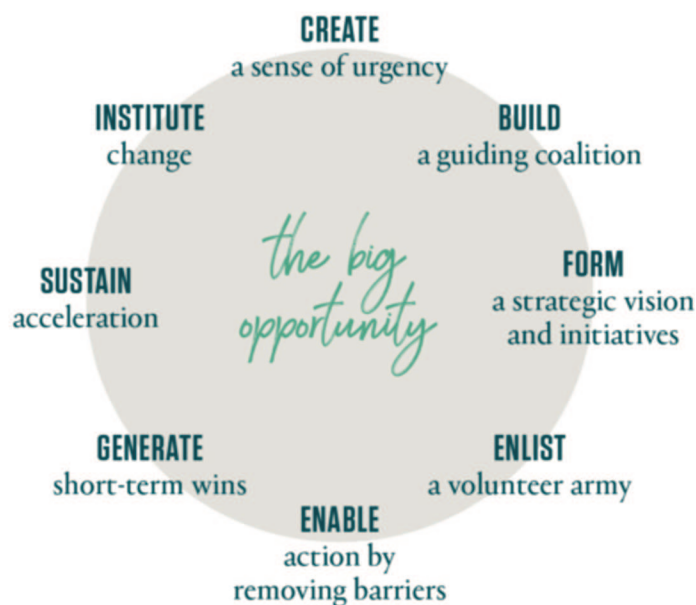 CREATE
a sense of urgency
BUILD
a guiding coalition
FORM
a strategic vision
and initiatives
ENLIST
a volunteer army
ENABLE
action by
removing barriers
GENERATE
short-term wins
SUSTAIN
acceleration
INSTITUTE
change
the big
opportunity